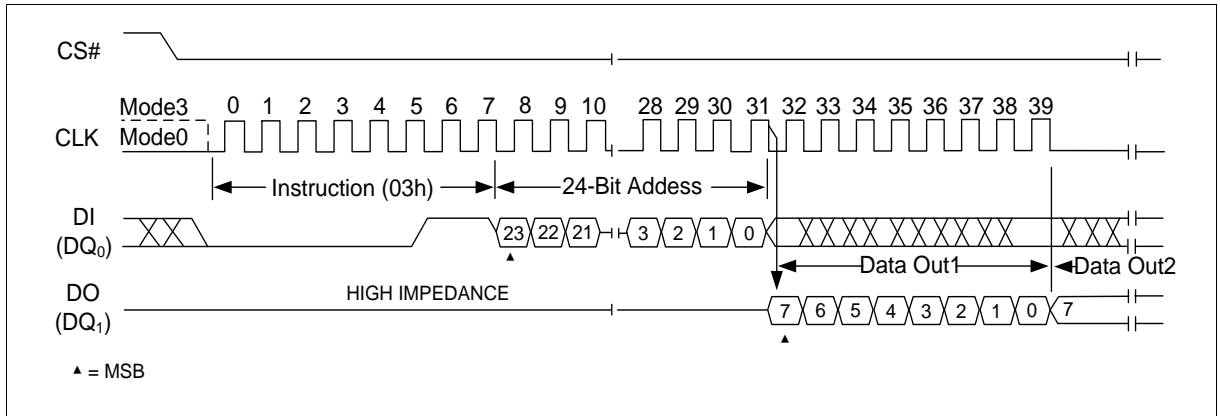 CS#
Mode3 0 1 2 3 4 5 6 7 8 9 10 28 29 30 31 32 33 34 35 36 37 38 39
CLK Mode0
Instruction (03h) 24-Bit Addess
DI
(DQ0) 23 22 21 3 2 1 0
Data Out1 Data Out2
DO HIGH IMPEDANCE
(DQ1) 7 6 5 4 3 2 1 0 7
▲ = MSB